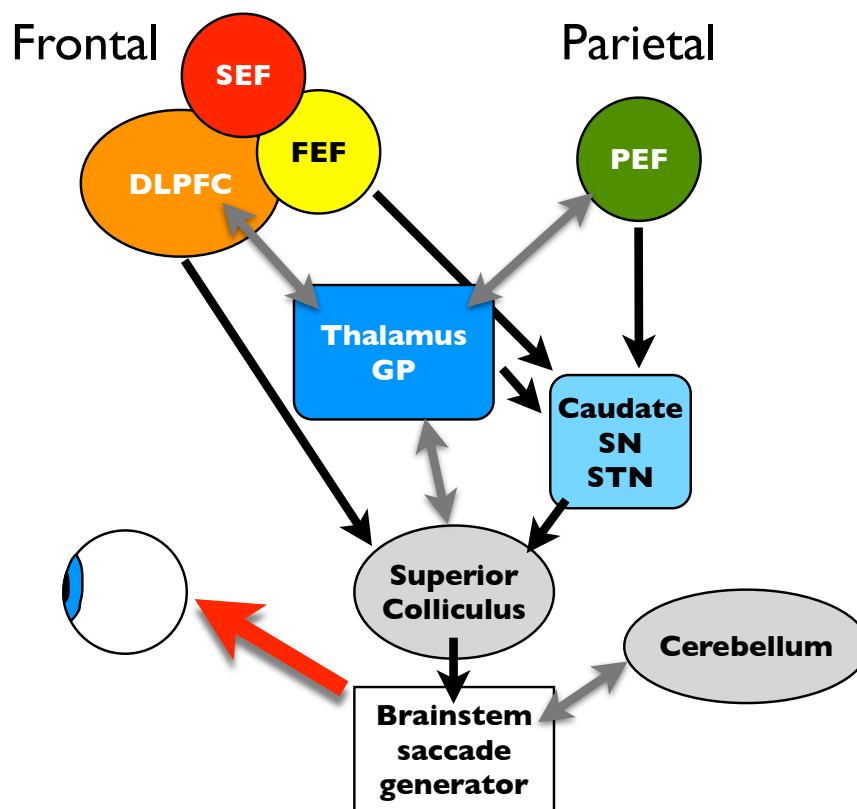 Frontal
Parietal
SEF
FEF
DLPFC
PEF
Thalamus
GP
Caudate
SN
STN
Superior
Colliculus
Cerebellum
Brainstem
saccade
generator